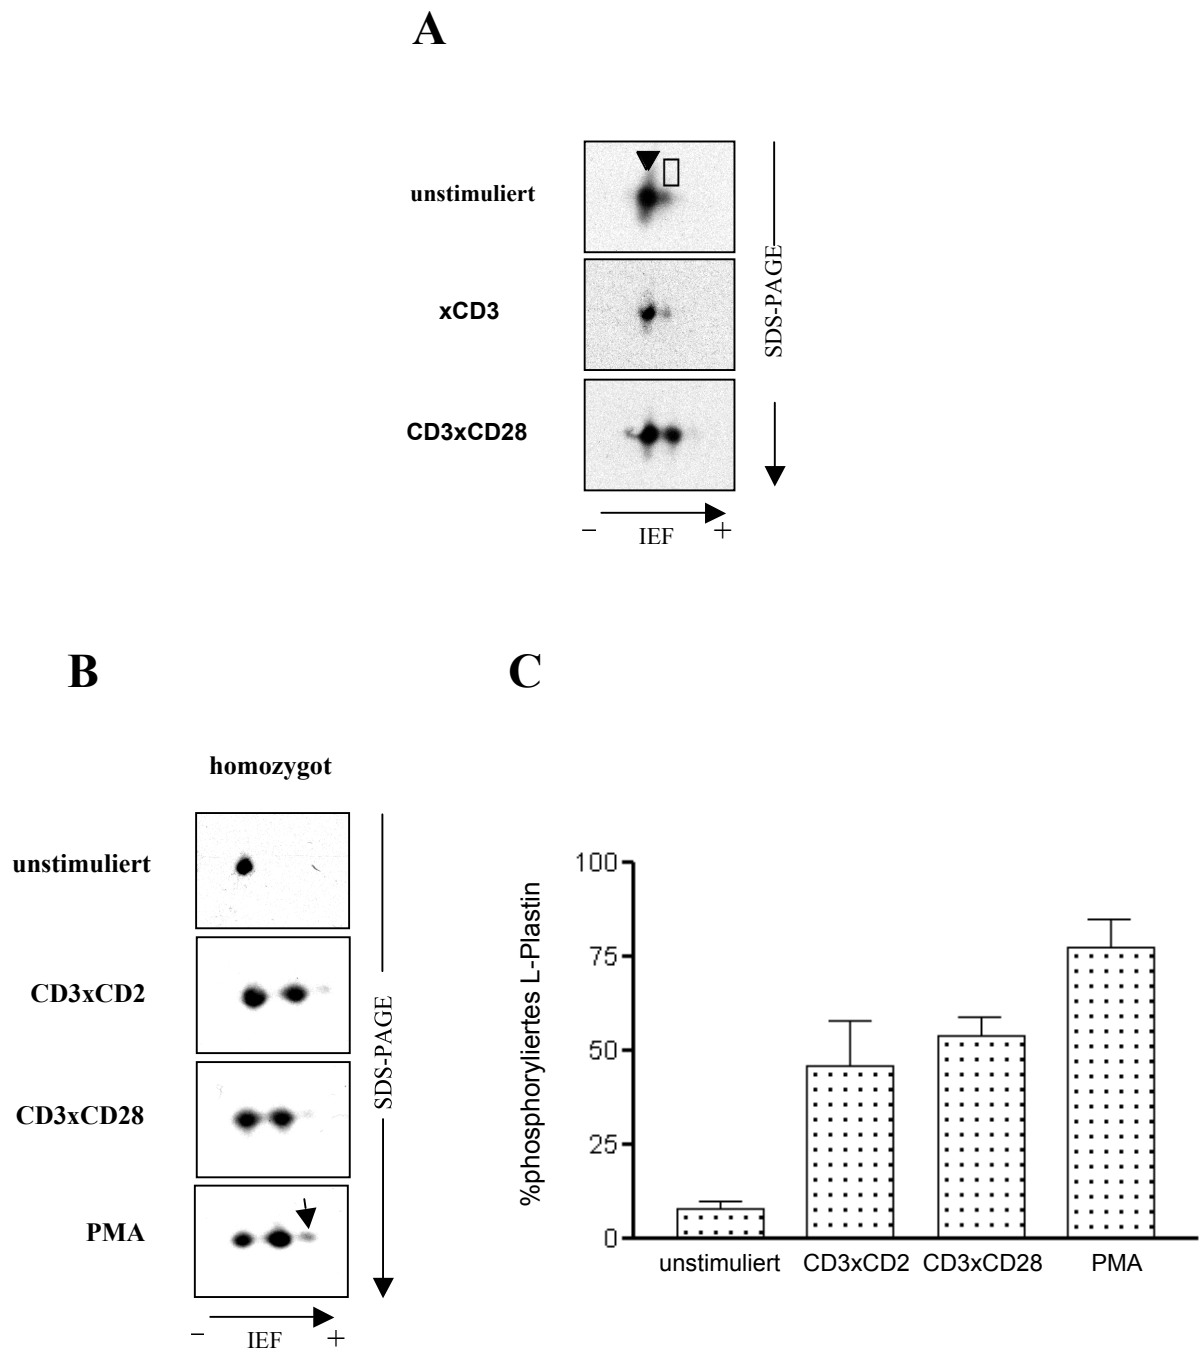 A
unstimuliert
xCD3
CD3xCD28
SDS-PAGE
− IEF +
B
homozygot
unstimuliert
CD3xCD2
CD3xCD28
PMA
SDS-PAGE
− IEF +
C
%phosphoryliertes L-Plastin
100
75
50
25
0
unstimuliert CD3xCD2 CD3xCD28 PMA